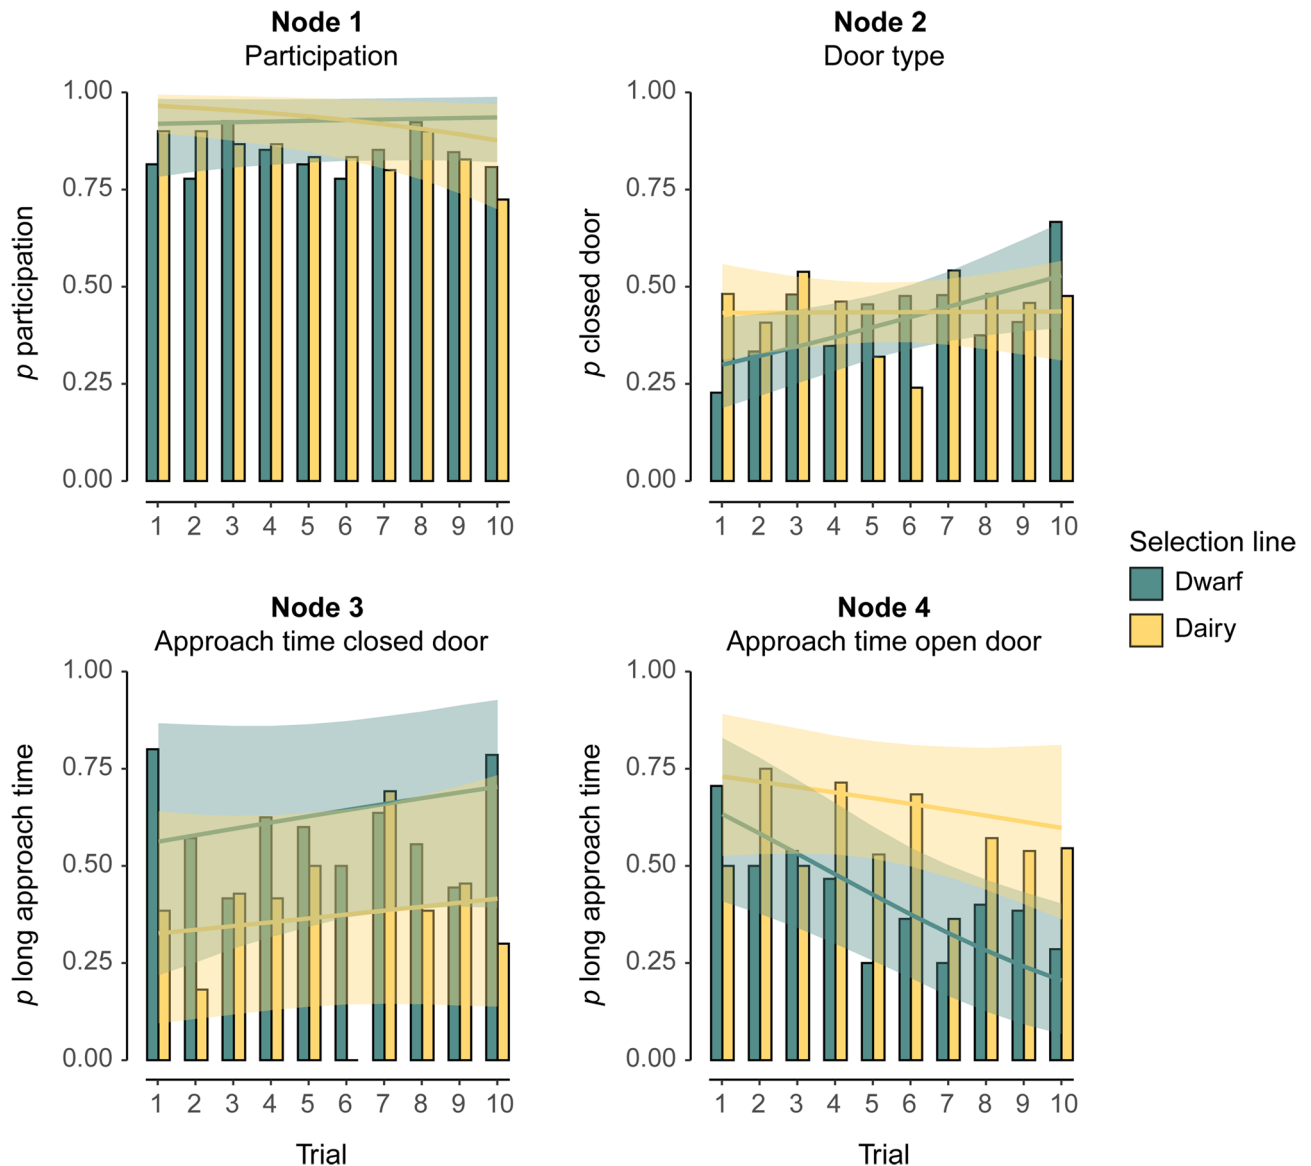 Node 1
Participation
p participation
1.00
0.75
0.50
0.25
0.00
1 2 3 4 5 6 7 8 9 10
Node 2
Door type
p closed door
1.00
0.75
0.50
0.25
0.00
1 2 3 4 5 6 7 8 9 10
Selection line
Dwarf
Dairy
Node 3
Approach time closed door
p long approach time
1.00
0.75
0.50
0.25
0.00
1 2 3 4 5 6 7 8 9 10
Trial
Node 4
Approach time open door
p long approach time
1.00
0.75
0.50
0.25
0.00
1 2 3 4 5 6 7 8 9 10
Trial